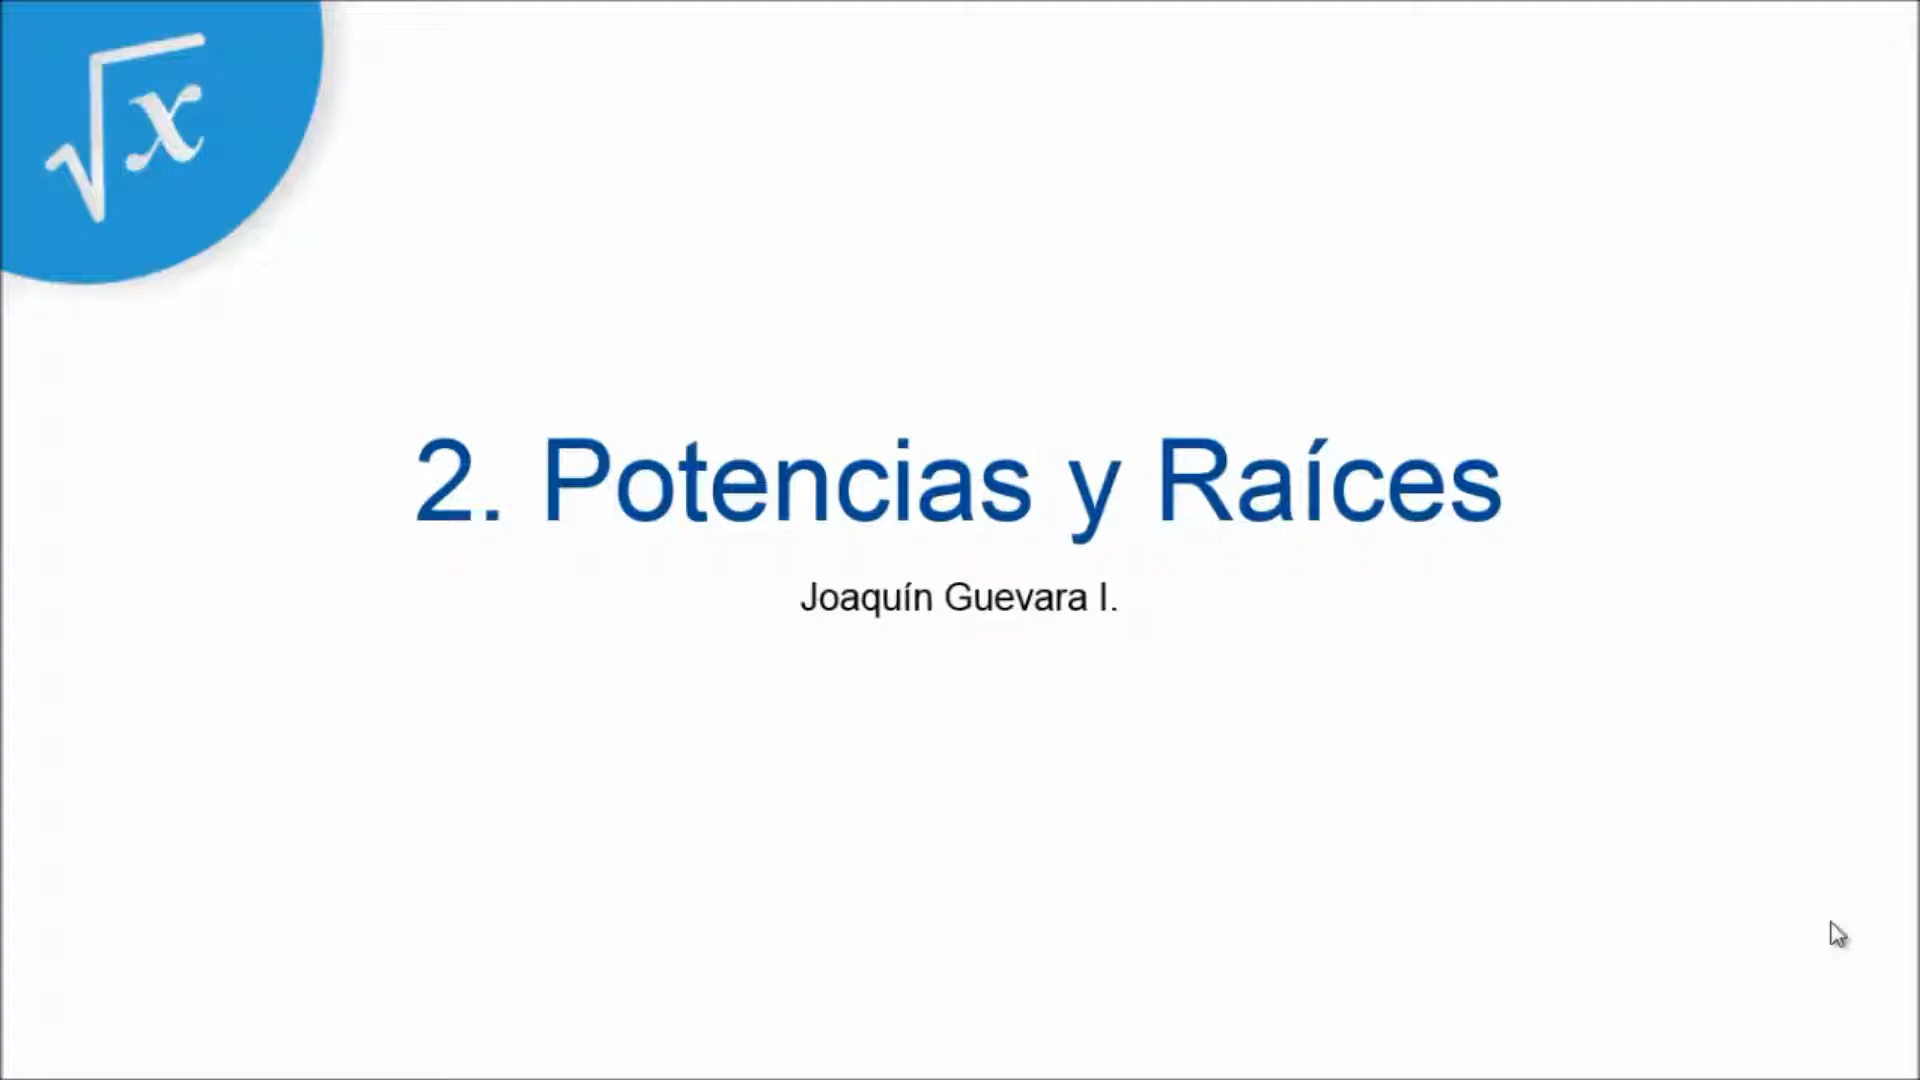 √x
2. Potencias y Raíces
Joaquín Guevara I.